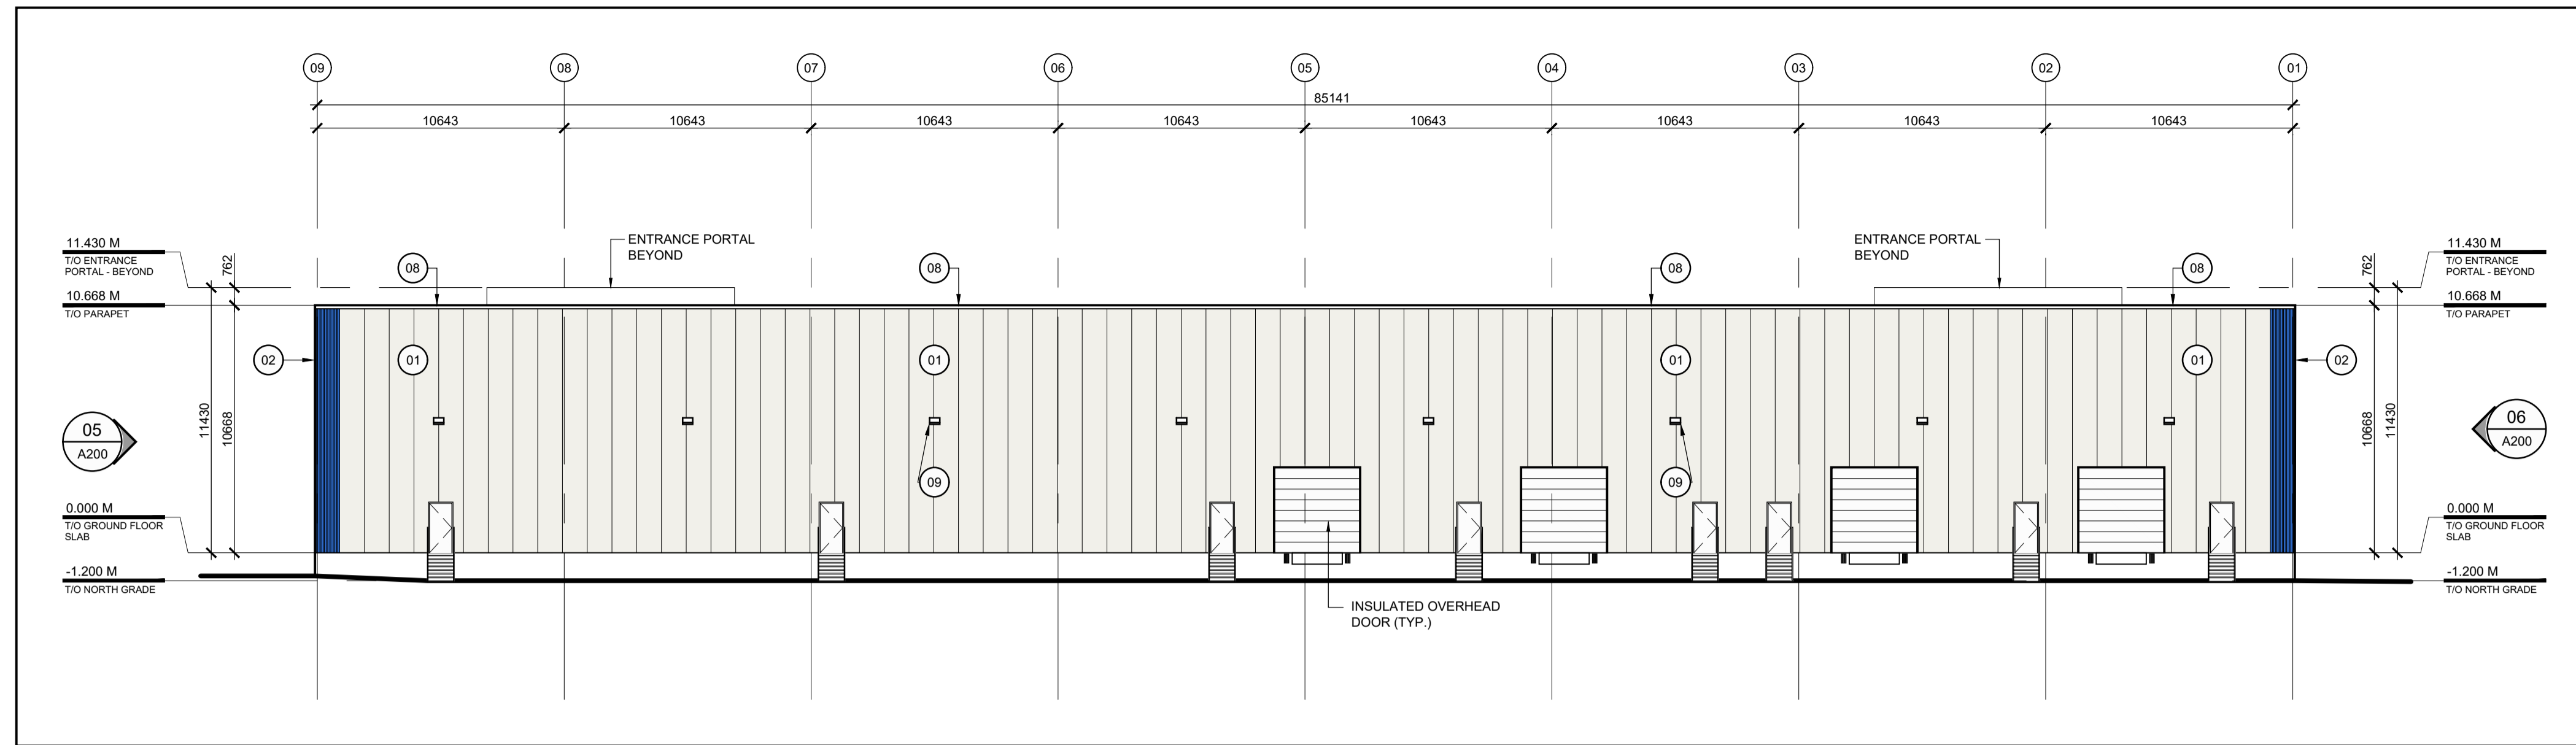 09 08 07 06 05 04 03 02 01
85141
10643 10643 10643 10643 10643 10643 10643 10643
ENTRANCE PORTAL
BEYOND
ENTRANCE PORTAL
BEYOND
11.430 M
T/O ENTRANCE
PORTAL - BEYOND
762
08 08 08 08
762
11.430 M
T/O ENTRANCE
PORTAL - BEYOND
10.668 M
T/O PARAPET
10.668 M
T/O PARAPET
02 01 01 01 01 02
11430
10668
10668
11430
05
A200
06
A200
09 09
0.000 M
T/O GROUND FLOOR
SLAB
0.000 M
T/O GROUND FLOOR
SLAB
-1.200 M
T/O NORTH GRADE
-1.200 M
T/O NORTH GRADE
INSULATED OVERHEAD
DOOR (TYP.)